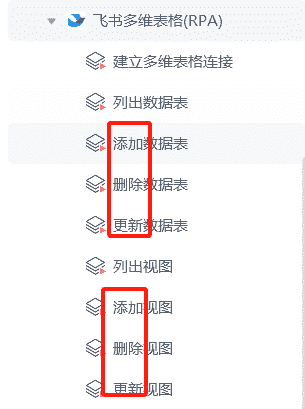 飞书多维表格(RPA)
建立多维表格连接
列出数据表
添加数据表
删除数据表
更新数据表
列出视图
添加视图
删除视图
更新视图